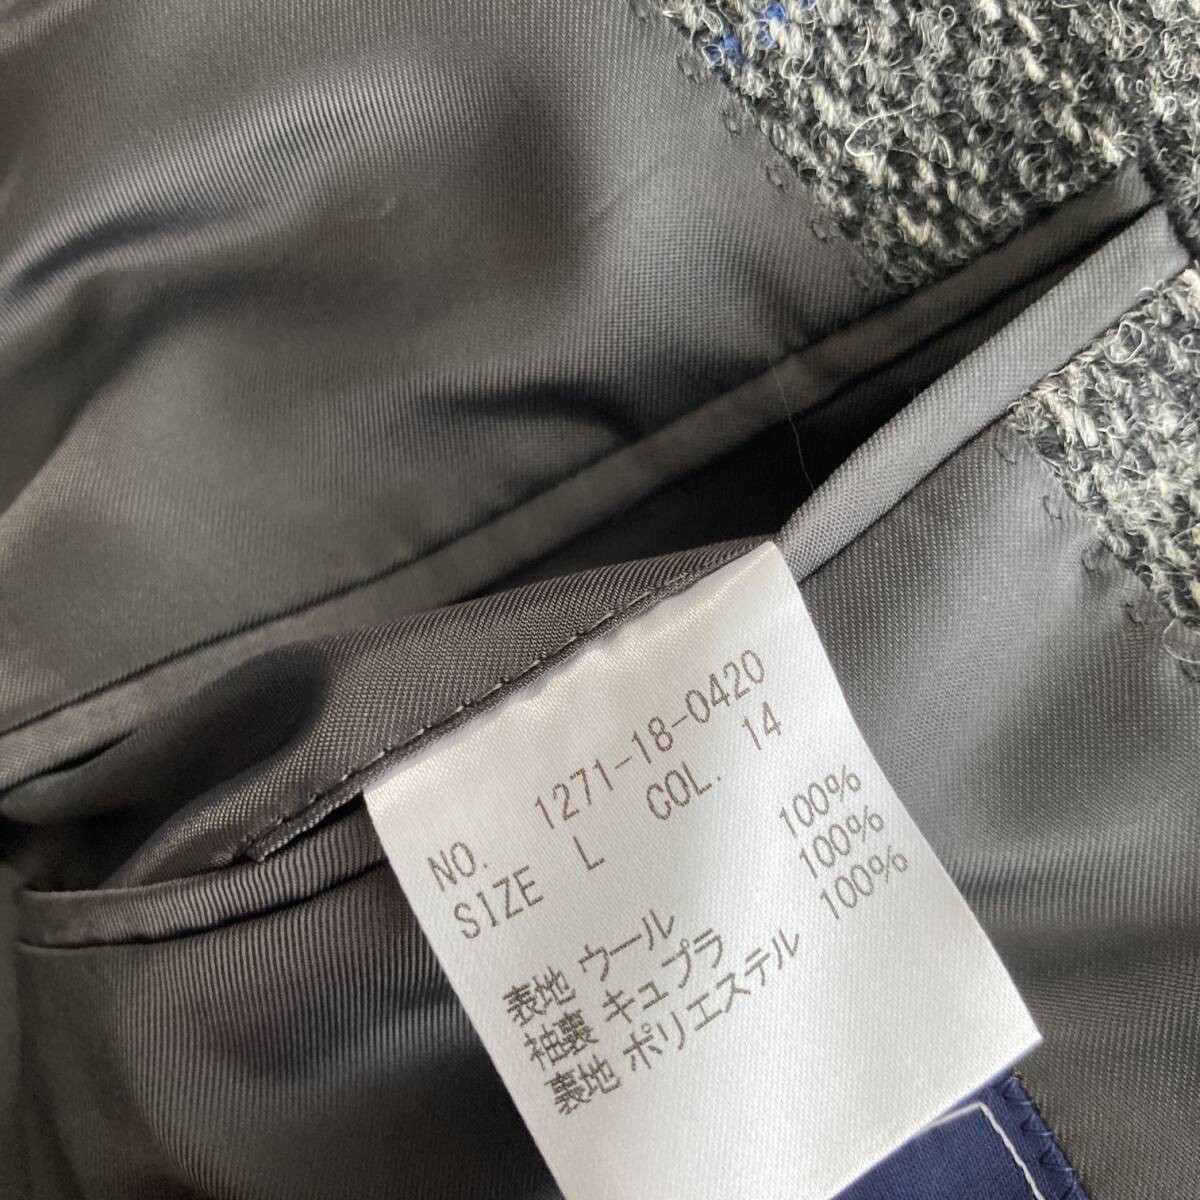 NO. 1271-18-0420
SIZE L COL. 14
表地 ウール 100%
袖裏 キュプラ 100%
裏地 ポリエステル 100%